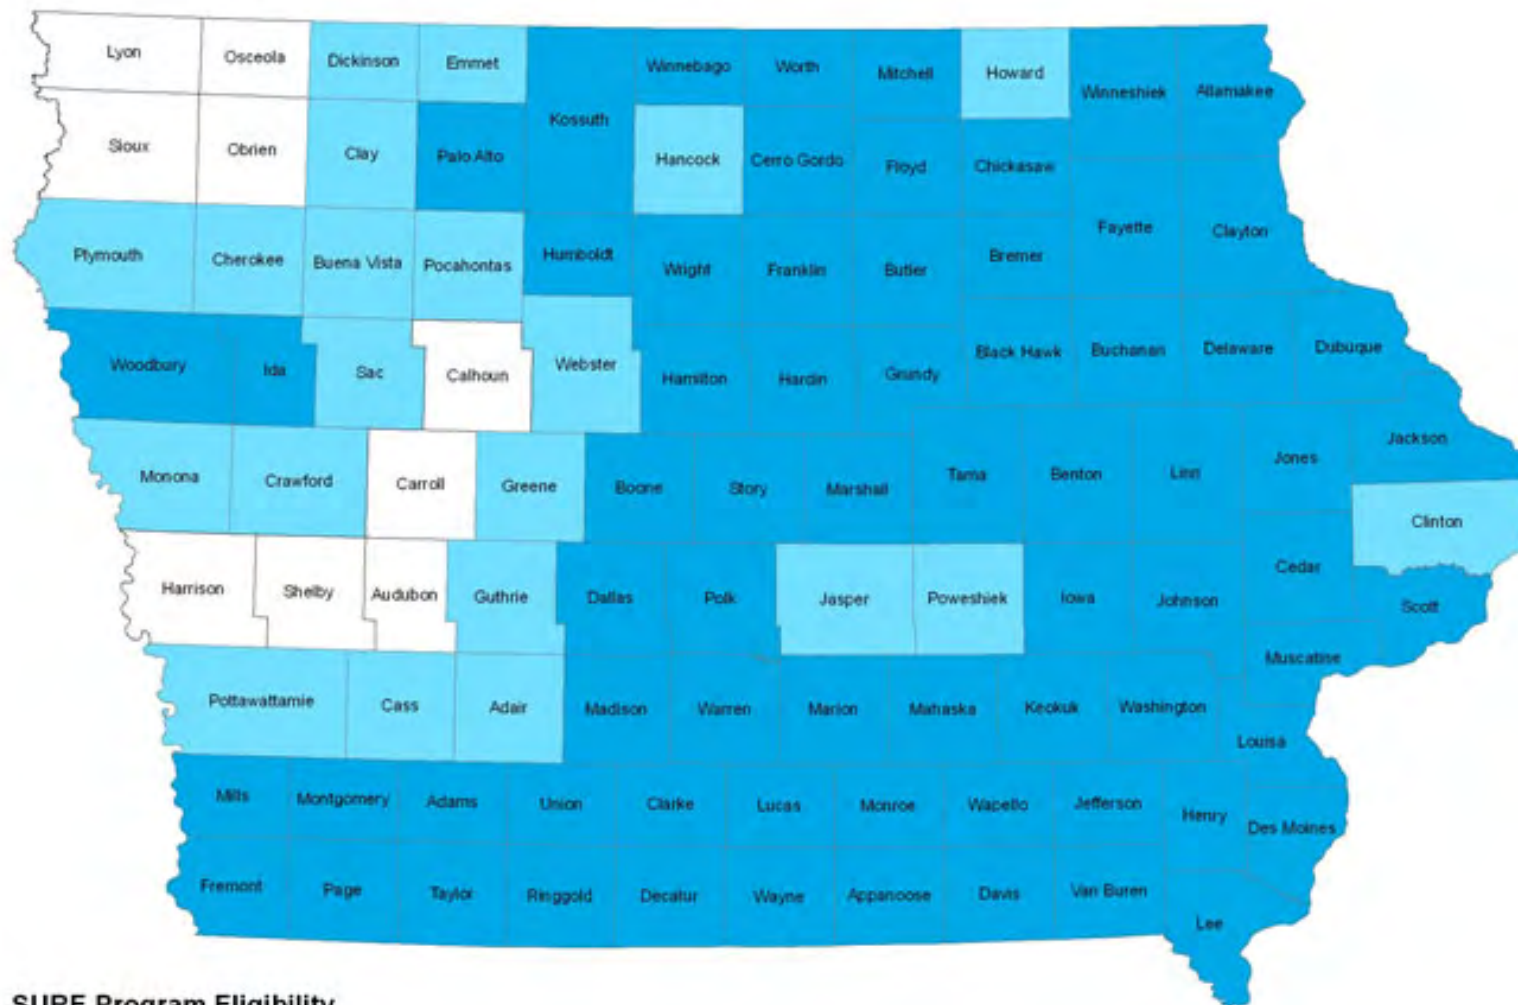 Lyon
Osceola
Dickinson
Emmet
Kossuth
Winnebago
Worth
Mitchell
Howard
Winneshiek
Allamakee
Sioux
Obrien
Clay
Palo Alto
Hancock
Cerro Gordo
Floyd
Chickasaw
Plymouth
Cherokee
Buena Vista
Pocahontas
Humboldt
Wright
Franklin
Butler
Bremer
Fayette
Clayton
Woodbury
Ida
Sac
Calhoun
Webster
Hamilton
Hardin
Grundy
Black Hawk
Buchanan
Delaware
Dubuque
Monona
Crawford
Carroll
Greene
Boone
Story
Marshall
Tama
Benton
Linn
Jones
Jackson
Clinton
Harrison
Shelby
Audubon
Guthrie
Dallas
Polk
Jasper
Poweshiek
Iowa
Johnson
Cedar
Scott
Muscatine
Pottawattamie
Cass
Adair
Madison
Warren
Marion
Mahaska
Keokuk
Washington
Louisa
Mills
Montgomery
Adams
Union
Clarke
Lucas
Monroe
Wapello
Jefferson
Henry
Des Moines
Fremont
Page
Taylor
Ringgold
Decatur
Wayne
Appanoose
Davis
Van Buren
Lee
SURE Program Eligibility